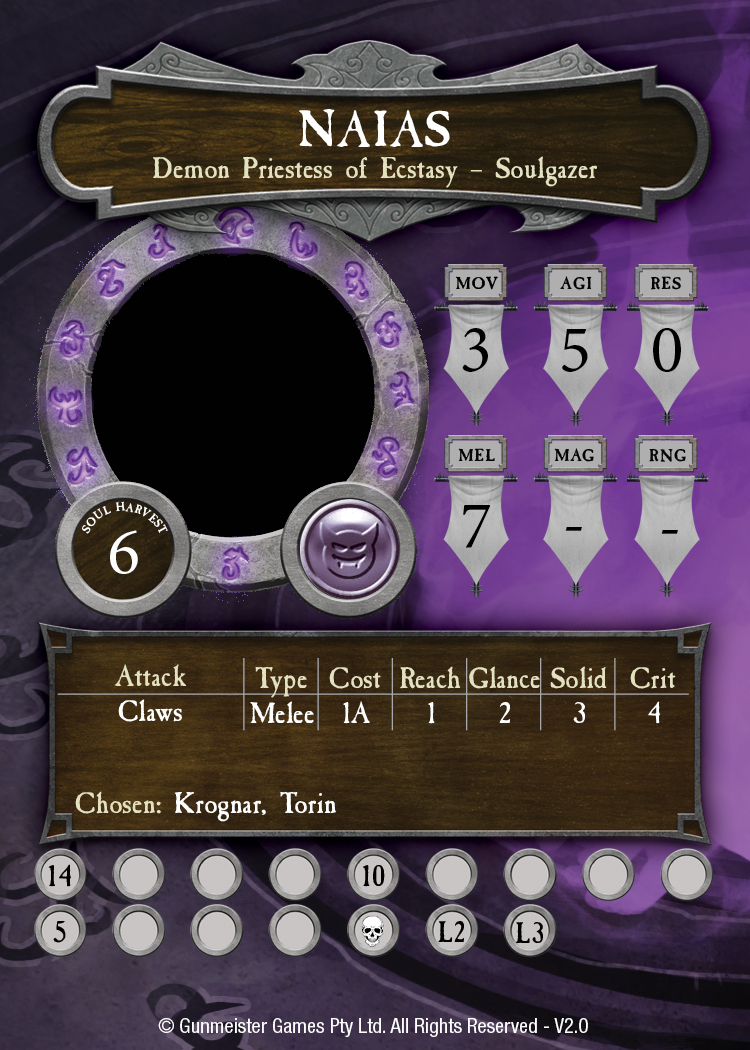 NAIAS
Demon Priestess of Ecstasy – Soulgazer
MOV AGI RES
3 5 0
MEL MAG RNG
7 - -
SOUL HARVEST
6
Attack Type Cost Reach Glance Solid Crit
Claws Melee 1A 1 2 3 4
Chosen: Krognar, Torin
14 10
5 L2 L3
© Gunmeister Games Pty Ltd. All Rights Reserved - V2.0